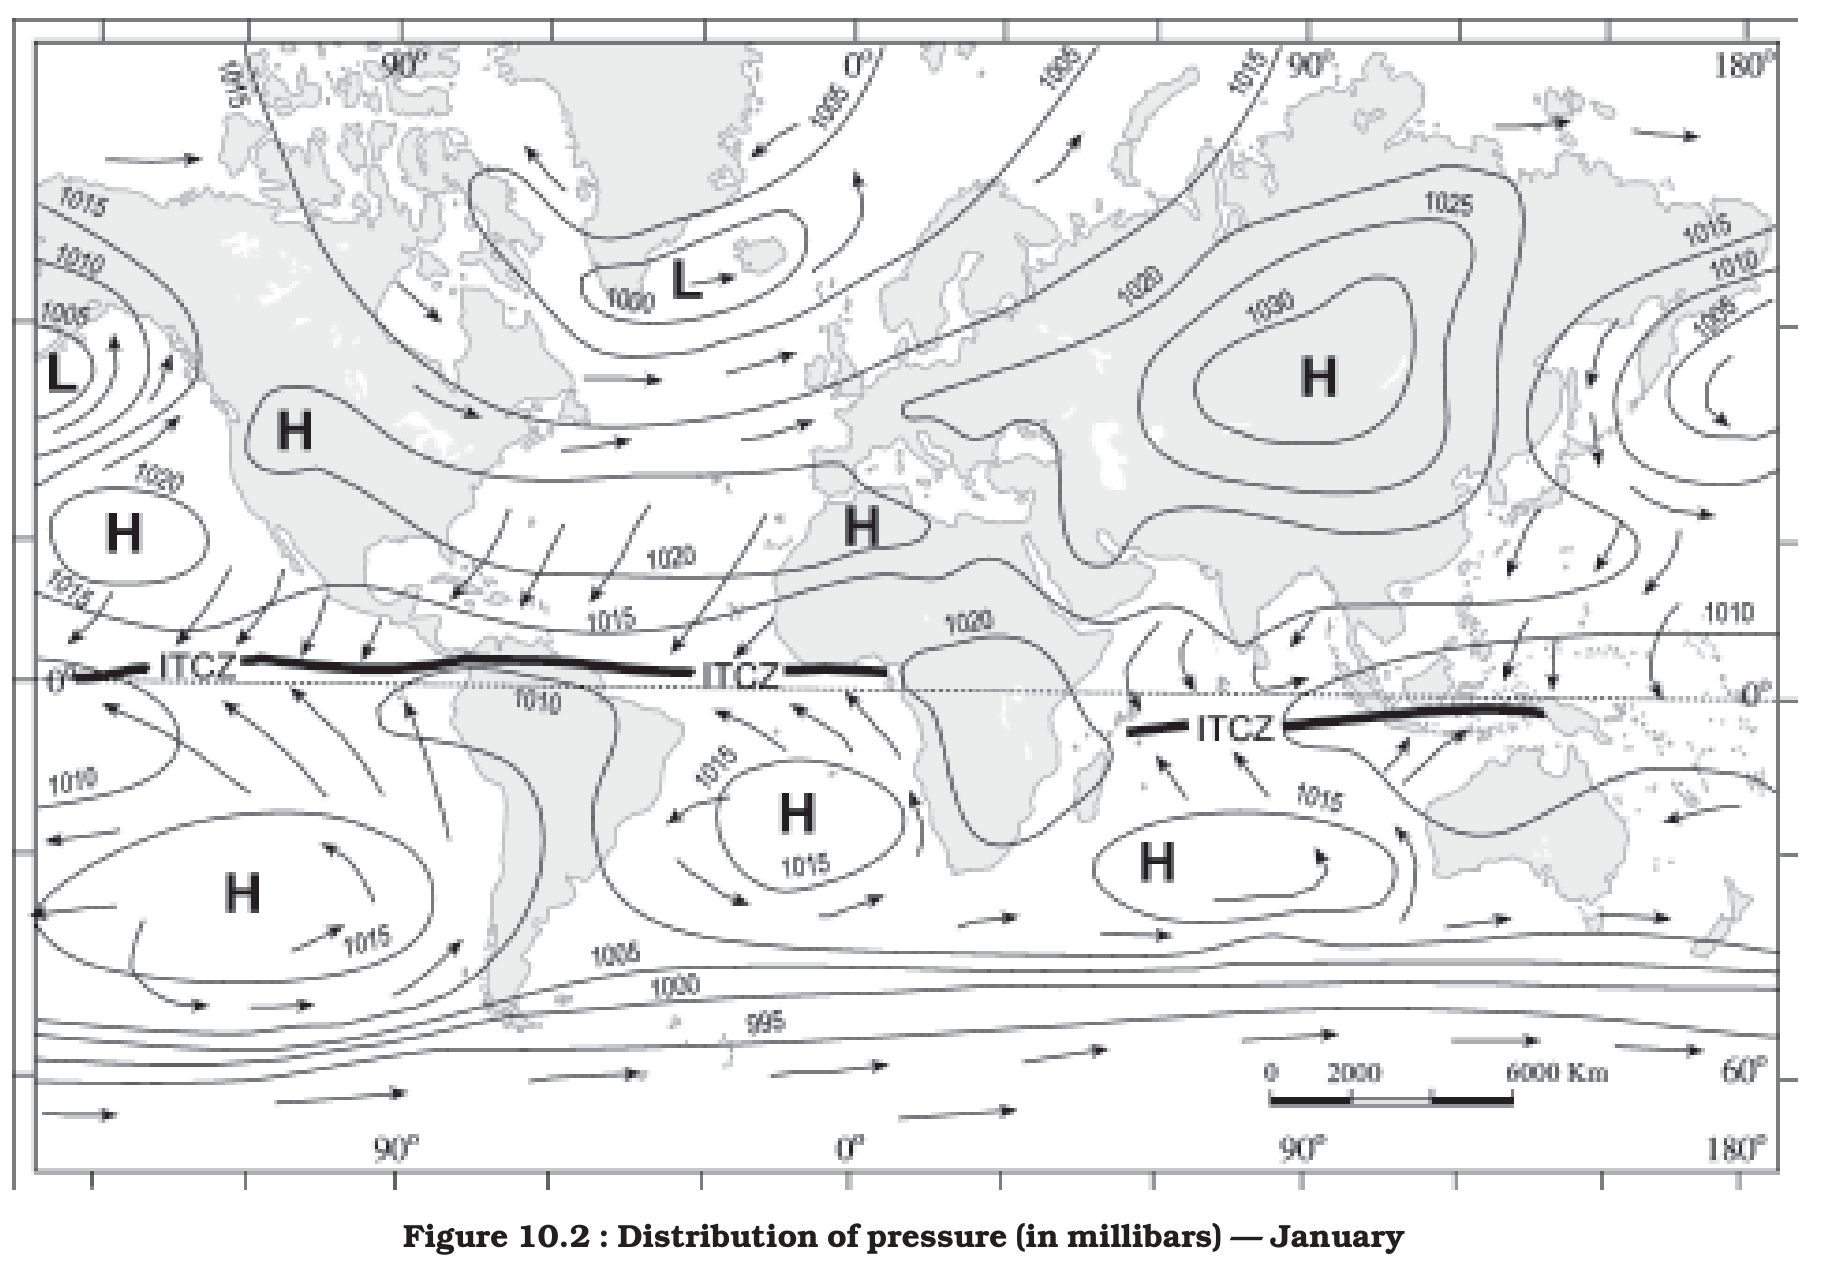 90° 0° 90° 180°
1015 1005 1005 1015
1015 1025 1015
1010 1010
1005 1000 L 1020 1030 1005
L H H
1020 H H
1015 1020
1015 1020 1010
0° ITCZ ITCZ 0°
1010 ITCZ
1010 1015 1015
H H
1015
H
1015
1005
1000
995
0 2000 6000 Km 60°
90° 0° 90° 180°
Figure 10.2 : Distribution of pressure (in millibars) — January